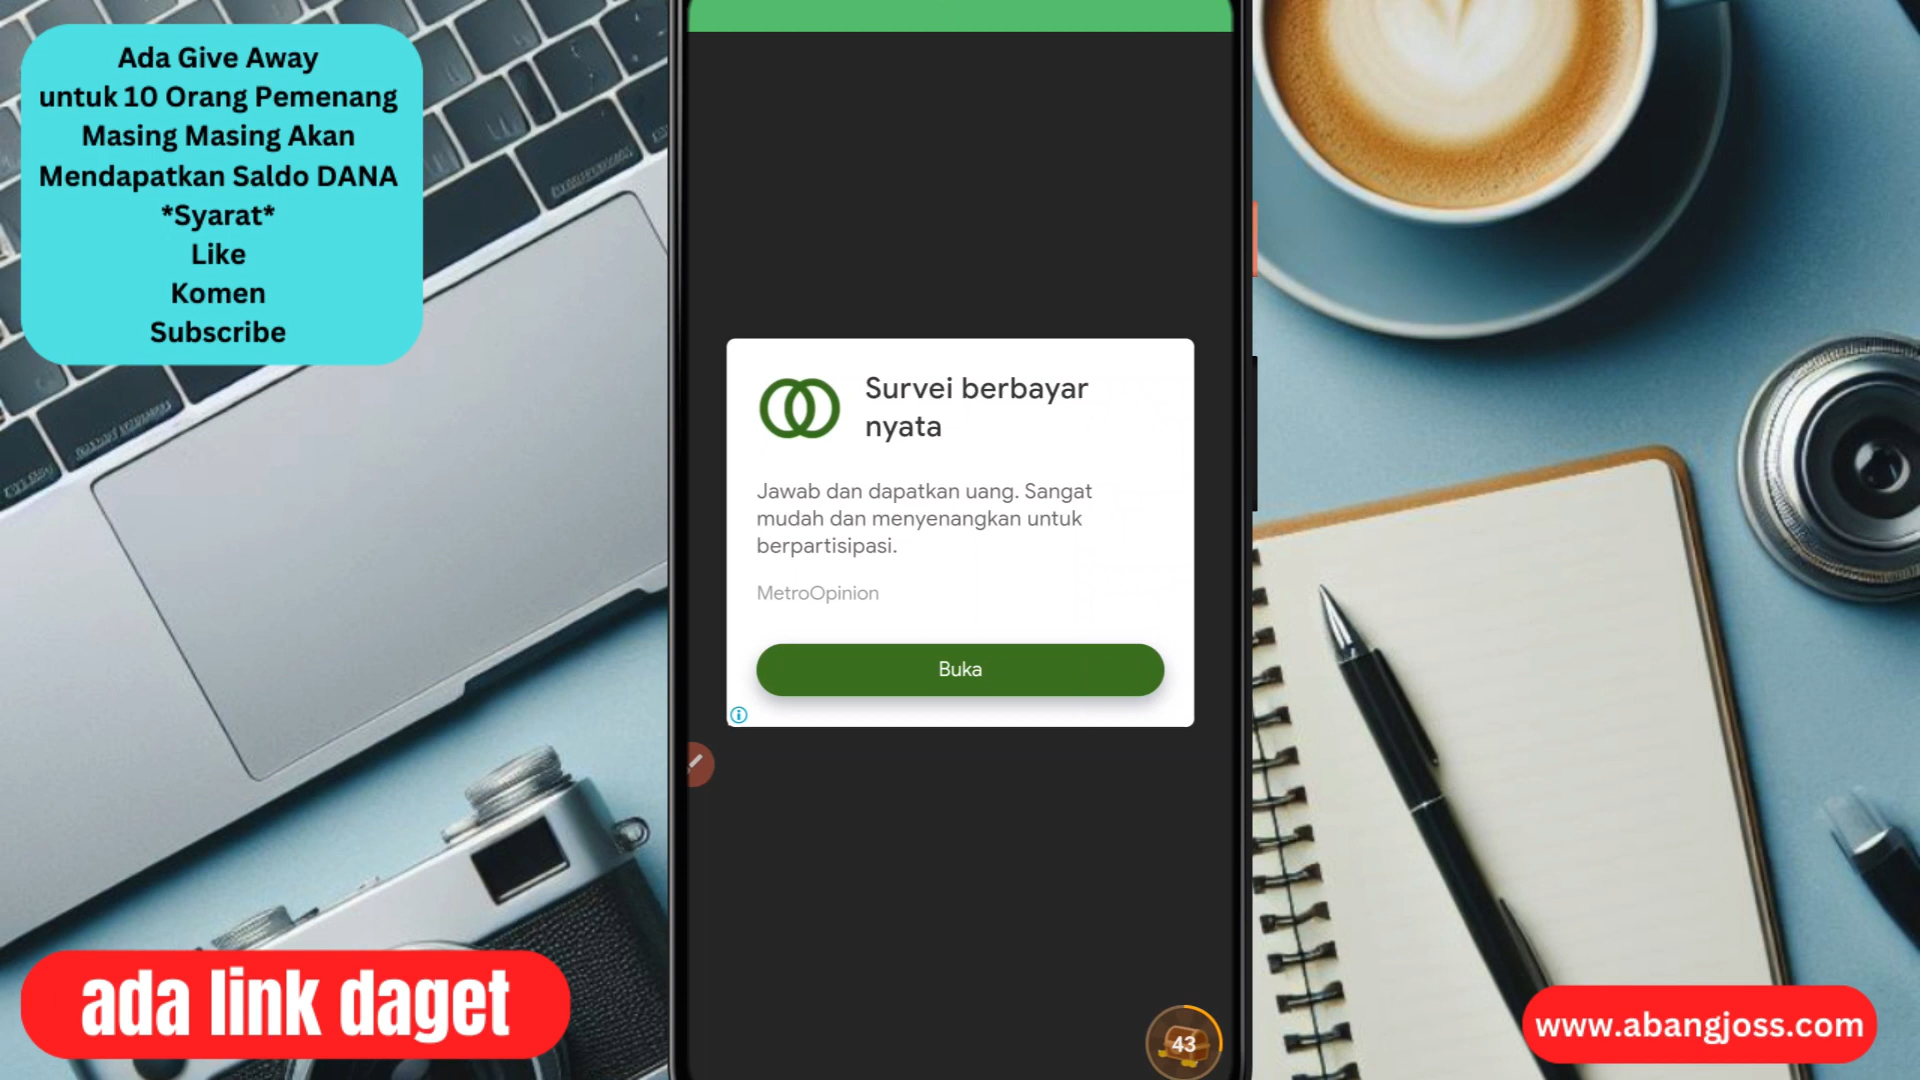 Ada Give Away
untuk 10 Orang Pemenang
Masing Masing Akan
Mendapatkan Saldo DANA
*Syarat*
Like
Komen
Subscribe
Survei berbayar
nyata
Jawab dan dapatkan uang. Sangat
mudah dan menyenangkan untuk
berpartisipasi.
MetroOpinion
Buka
43
ada link daget
www.abangjoss.com